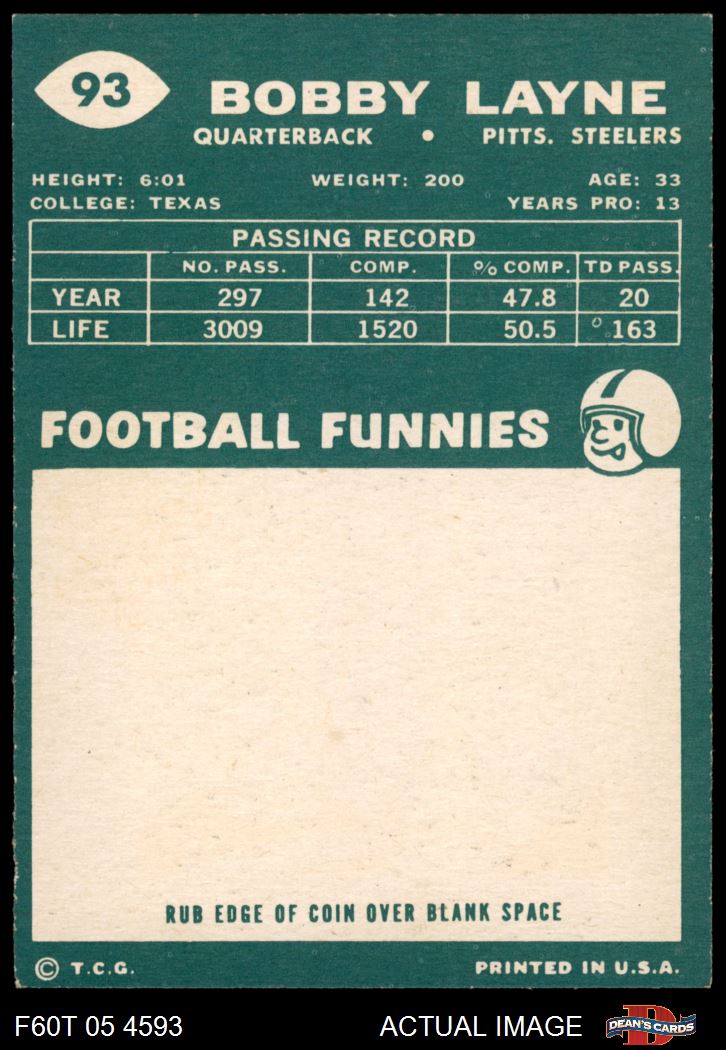 93
BOBBY LAYNE
QUARTERBACK • PITTS. STEELERS
HEIGHT: 6:01 WEIGHT: 200 AGE: 33
COLLEGE: TEXAS YEARS PRO: 13
PASSING RECORD
NO. PASS. COMP. % COMP. TD PASS.
YEAR 297 142 47.8 20
LIFE 3009 1520 50.5 163
FOOTBALL FUNNIES
RUB EDGE OF COIN OVER BLANK SPACE
© T.C.G. PRINTED IN U.S.A.
F60T 05 4593 ACTUAL IMAGE DEAN'S CARDS